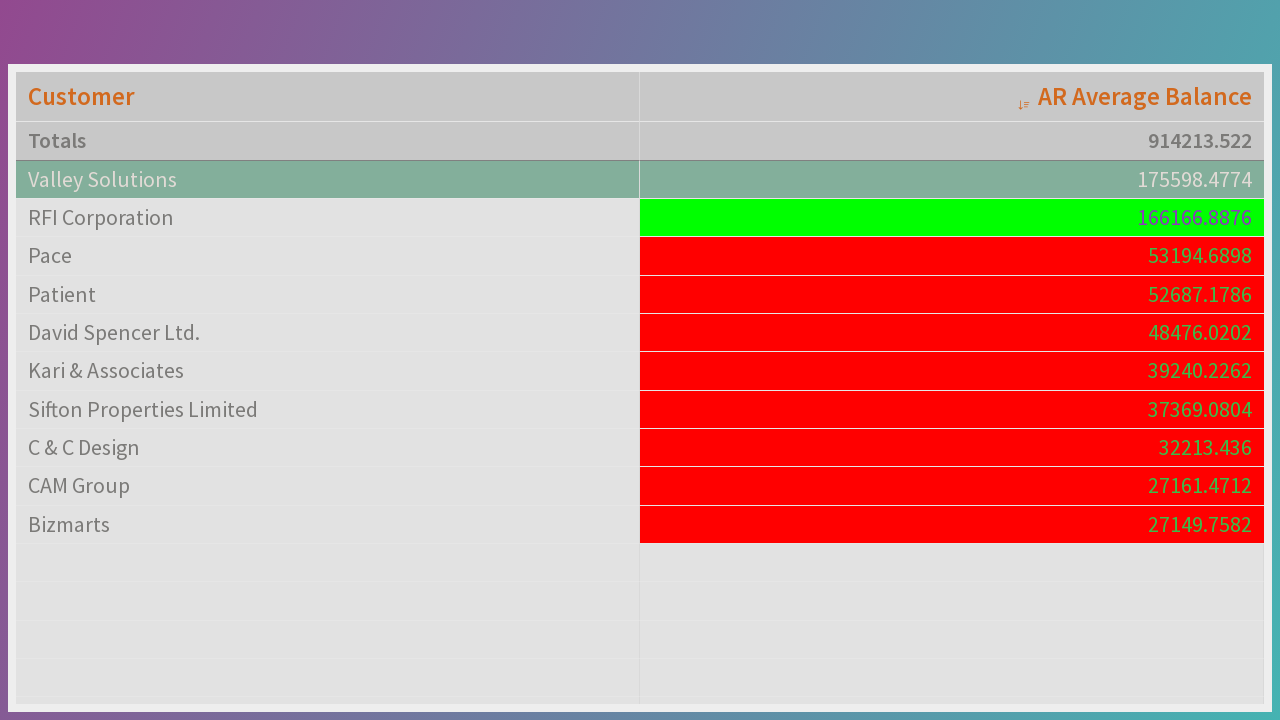 Customer AR Average Balance
Totals 914213.522
Valley Solutions 175598.4774
RFI Corporation 166166.8876
Pace 53194.6898
Patient 52687.1786
David Spencer Ltd. 48476.0202
Kari & Associates 39240.2262
Sifton Properties Limited 37369.0804
C & C Design 32213.436
CAM Group 27161.4712
Bizmarts 27149.7582